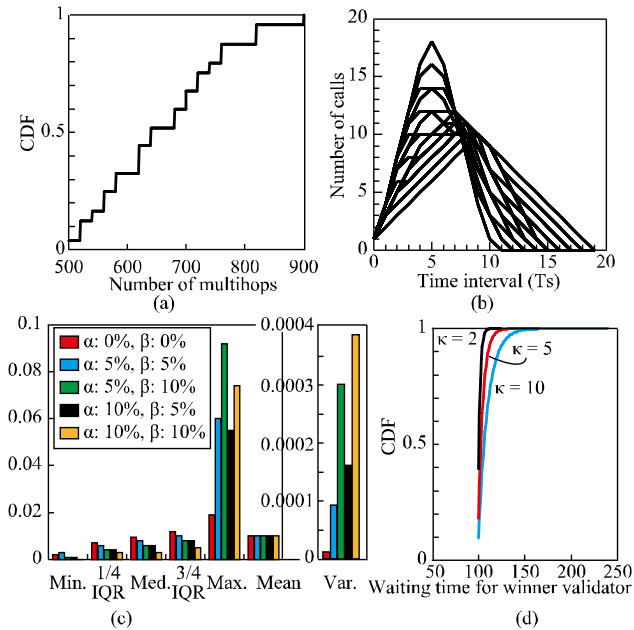 1
0.5
0
CDF
500
600
700
800
900
Number of multihops
(a)
20
15
10
5
0
Number of calls
0
5
10
15
20
Time interval (Ts)
(b)
0.1
0.08
0.06
0.04
0.02
0
α: 0%, β: 0%
α: 5%, β: 5%
α: 5%, β: 10%
α: 10%, β: 5%
α: 10%, β: 10%
0.0004
0.0003
0.0002
0.0001
0
Min.
1/4 IQR
Med.
3/4 IQR
Max.
Mean
Var.
(c)
1
0.5
0
CDF
κ = 2
κ = 5
κ = 10
50
100
150
200
250
Waiting time for winner validator
(d)